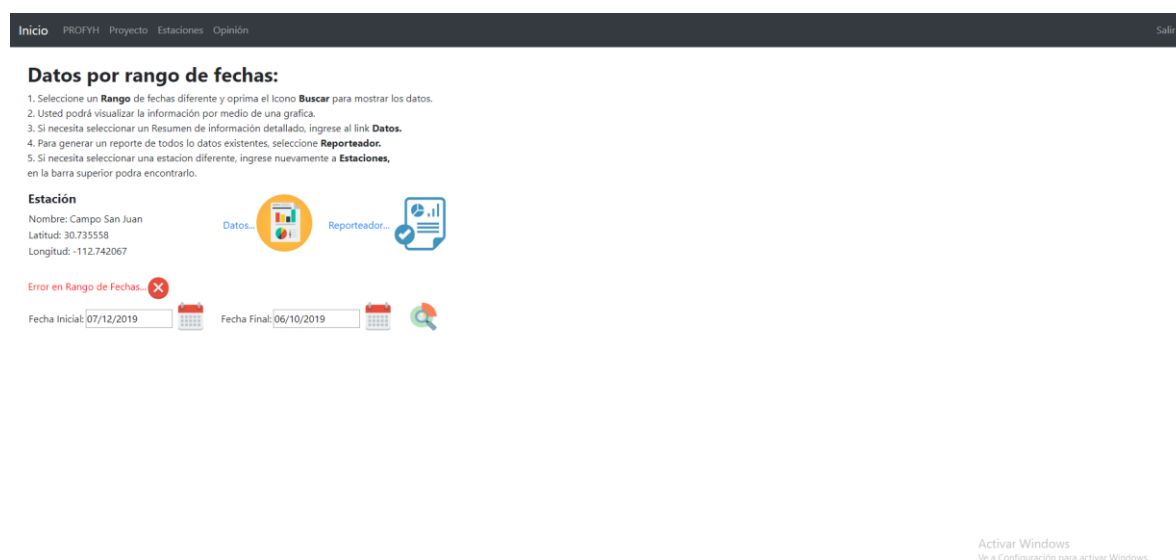 Inicio PROFYH Proyecto Estaciones Opinión Salir
Datos por rango de fechas:
1. Seleccione un Rango de fechas diferente y oprima el Icono Buscar para mostrar los datos.
2. Usted podrá visualizar la información por medio de una grafica.
3. Si necesita seleccionar un Resumen de información detallado, ingrese al link Datos.
4. Para generar un reporte de todos lo datos existentes, seleccione Reporteador.
5. Si necesita seleccionar una estacion diferente, ingrese nuevamente a Estaciones,
en la barra superior podra encontrarlo.
Estación
Nombre: Campo San Juan
Latitud: 30.735558
Longitud: -112.742067
Datos...
Reporteador...
Error en Rango de Fechas...
Fecha Inicial: 07/12/2019 Fecha Final: 06/10/2019
Activar Windows
Ve a Configuración para activar Windows.